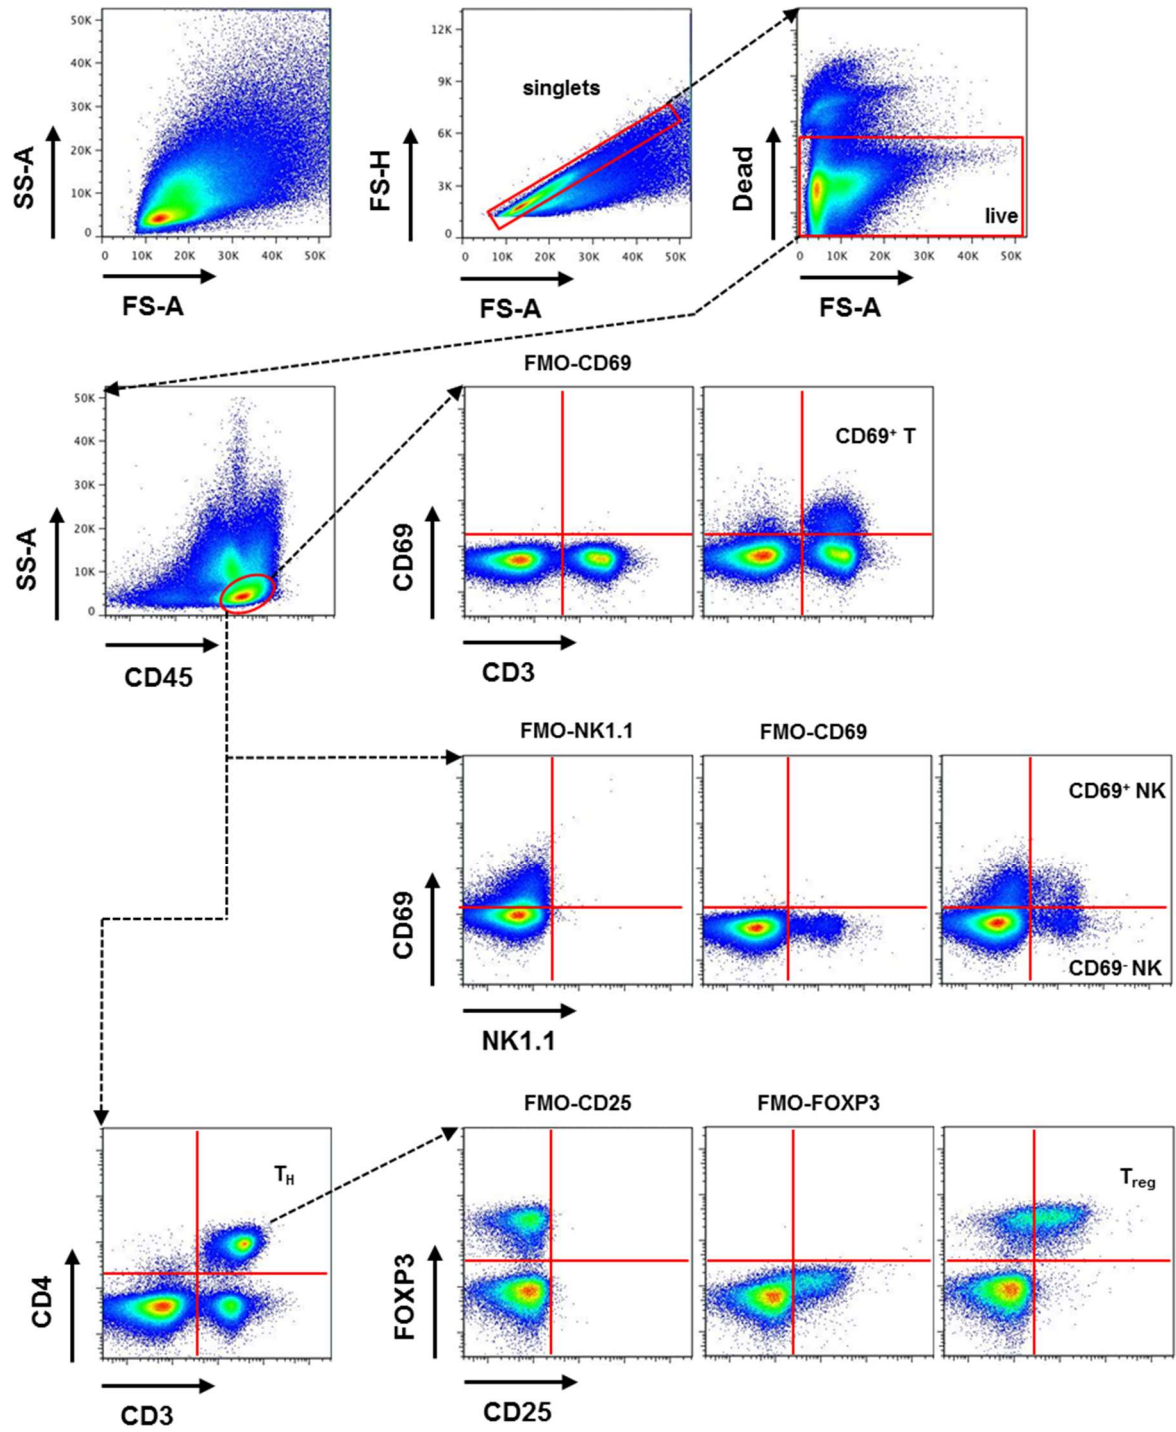 50K
40K
30K
20K
10K
0
0 10K 20K 30K 40K 50K
SS-A
FS-A
12K
9K
6K
3K
0
0 10K 20K 30K 40K 50K
singlets
FS-H
FS-A
Dead
live
0 10K 20K 30K 40K 50K
FS-A
50K
40K
30K
20K
10K
0
SS-A
CD45
FMO-CD69
CD69⁺ T
CD69
CD3
FMO-NK1.1
FMO-CD69
CD69⁺ NK
CD69⁻ NK
CD69
NK1.1
T_H
CD4
CD3
FMO-CD25
FMO-FOXP3
T_reg
FOXP3
CD25